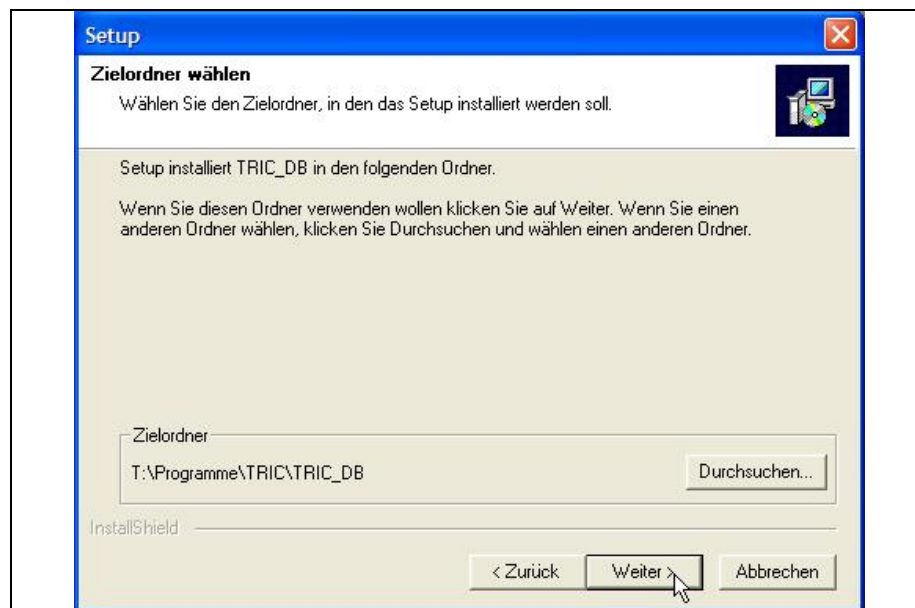 Setup
Zielordner wählen
Wählen Sie den Zielordner, in den das Setup installiert werden soll.
Setup installiert TRIC_DB in den folgenden Ordner.
Wenn Sie diesen Ordner verwenden wollen klicken Sie auf Weiter. Wenn Sie einen
anderen Ordner wählen, klicken Sie Durchsuchen und wählen einen anderen Ordner.
Zielordner
T:\Programme\TRIC\TRIC_DB
Durchsuchen...
InstallShield
< Zurück
Weiter >
Abbrechen